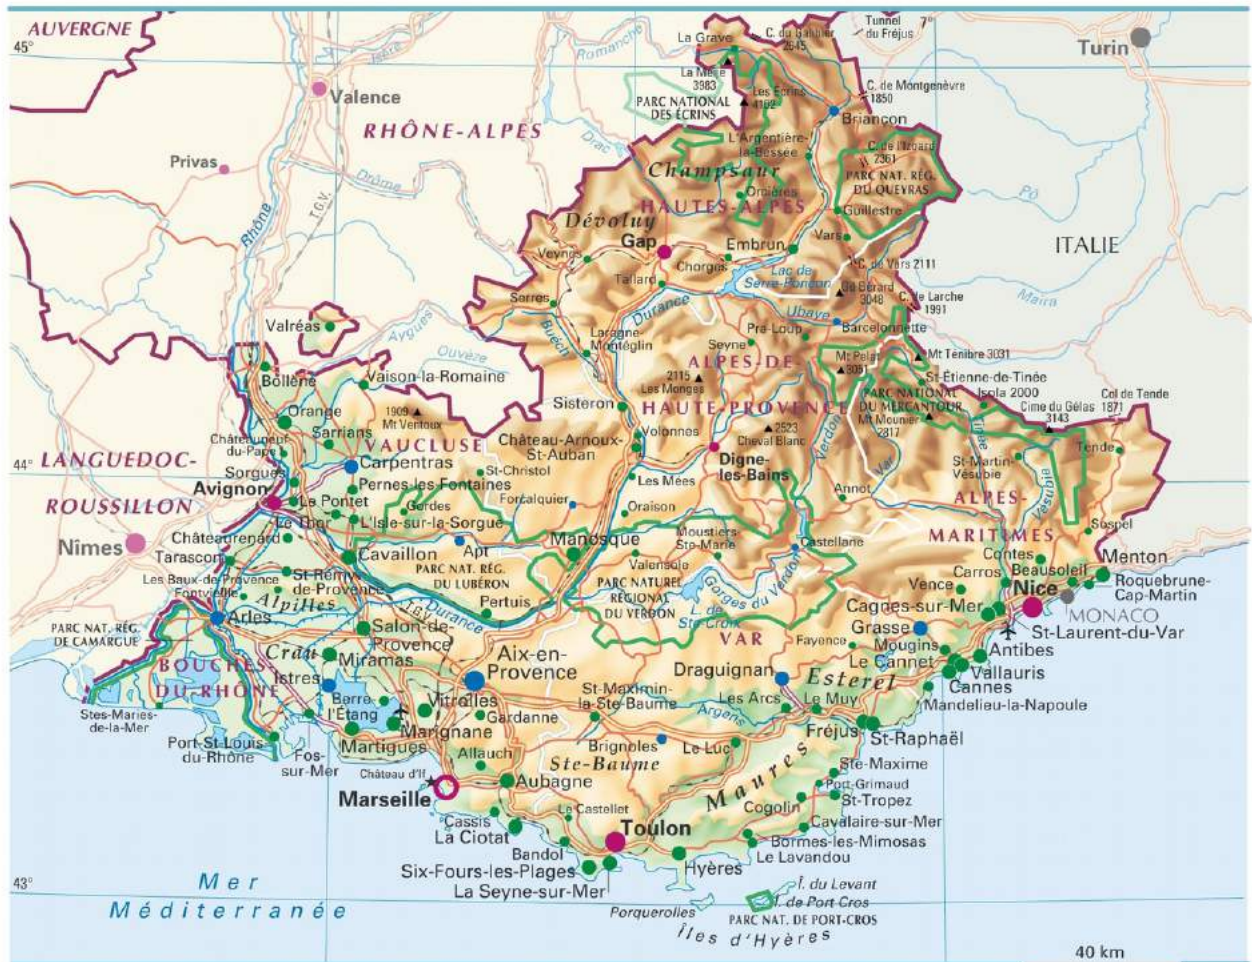 AUVERGNE
45°
La Grave
C. du Galibier
2645
Tunnel
du Fréjus
7°
Turin
Romanche
Isère
Valence
La Meije
3983
Les Écrins
4102
C. de Montgenèvre
1850
PARC NATIONAL
DES ÉCRINS
Briançon
RHÔNE-ALPES
Drac
L'Argentière-
la-Bessée
C. de l'Izoard
2361
Privas
Champsaur
PARC NAT. RÉG.
DU QUEYRAS
Drôme
T.G.V.
Orcières
Pô
Rhône
HAUTES-ALPES
Guillestre
Dévoluy
Gap
Embrun
Vars
ITALIE
Veynes
Chorges
C. de Vars 2111
Tallard
Lac de
Serre-Ponçon
Gd Bérard
3048
C. de Larche
1991
Maira
Serres
Durance
Ubaye
Valréas
Aygues
Buëch
Laragne-
Montéglin
Pra-Loup
Barcelonnette
Ouvèze
Seyne
Mt Pelat
3051
Mt Ténibre 3031
Bollène
Vaison-la-Romaine
2115
Les Monges
ALPES-DE-
HAUTE-PROVENCE
St-Étienne-de-Tinée
PARC NATIONAL
DU MERCANTOUR
Isola 2000
Col de Tende
1871
Orange
1909
Mt Ventoux
Sisteron
Mt Mounier
2817
Cime du Gélas
3143
Sarrians
VAUCLUSE
Château-Arnoux-
St-Auban
Volonnes
2523
Cheval Blanc
Verdon
Var
Tinée
Tende
Châteauneuf-
du-Pape
Carpentras
44°
LANGUEDOC-
ROUSSILLON
Sorgues
St-Christol
Digne-
les-Bains
St-Martin-
Vésubie
Vésubie
Avignon
Pernes-les-Fontaines
Les Mées
Annot
ALPES-
MARITIMES
Le Pontet
Gordes
Forcalquier
Oraison
Le Thor
L'Isle-sur-la-Sorgue
Moustiers-
Ste-Marie
Sospel
Nîmes
Châteaurenard
Manosque
Castellane
Contes
Menton
Tarascon
Cavaillon
Apt
Valensole
Carros
Beausoleil
Les Baux-de-Provence
Fontvieille
St-Rémy-
de-Provence
PARC NAT. RÉG.
DU LUBÉRON
PARC NATUREL
RÉGIONAL
DU VERDON
Gorges du Verdon
Vence
Nice
Roquebrune-
Cap-Martin
Alpilles
T.G.V.
Durance
Pertuis
L. de
Ste-Croix
Cagnes-sur-Mer
MONACO
PARC NAT. RÉG.
DE CAMARGUE
Arles
Salon-de-
Provence
VAR
Fayence
Grasse
St-Laurent-du-Var
Crau
Mougins
Antibes
BOUCHES-
DU-RHÔNE
Miramas
Aix-en-
Provence
Draguignan
Esterel
Le Cannet
Vallauris
Istres
St-Maximin-
la-Ste-Baume
Cannes
Berre-
l'Étang
Vitrolles
Les Arcs
Le Muy
Mandelieu-la-Napoule
Stes-Maries-
de-la-Mer
Gardanne
Argens
Port-St-Louis
du-Rhône
Fos-
sur-Mer
Martigues
Marignane
Brignoles
Le Luc
Fréjus
St-Raphaël
Allauch
Ste-Baume
Château d'If
Maures
Ste-Maxime
Marseille
Aubagne
Port-Grimaud
Cogolin
St-Tropez
Cassis
Le Castellet
La Ciotat
Toulon
Cavalaire-sur-Mer
Bandol
Bormes-les-Mimosas
Six-Fours-les-Plages
Hyères
Le Lavandou
43°
Mer
Méditerranée
La Seyne-sur-Mer
Î. du Levant
Î. de Port Cros
Porquerolles
PARC NAT. DE PORT-CROS
Îles d'Hyères
40 km